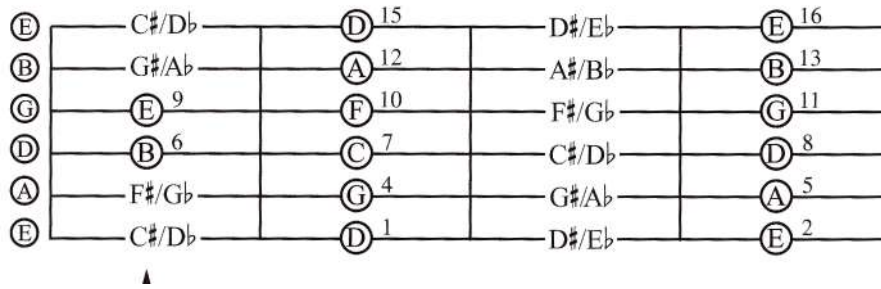 E C♯/D♭ D 15 D♯/E♭ E 16
B G♯/A♭ A 12 A♯/B♭ B 13
G E 9 F 10 F♯/G♭ G 11
D B 6 C 7 C♯/D♭ D 8
A F♯/G♭ G 4 G♯/A♭ A 5
E C♯/D♭ D 1 D♯/E♭ E 2